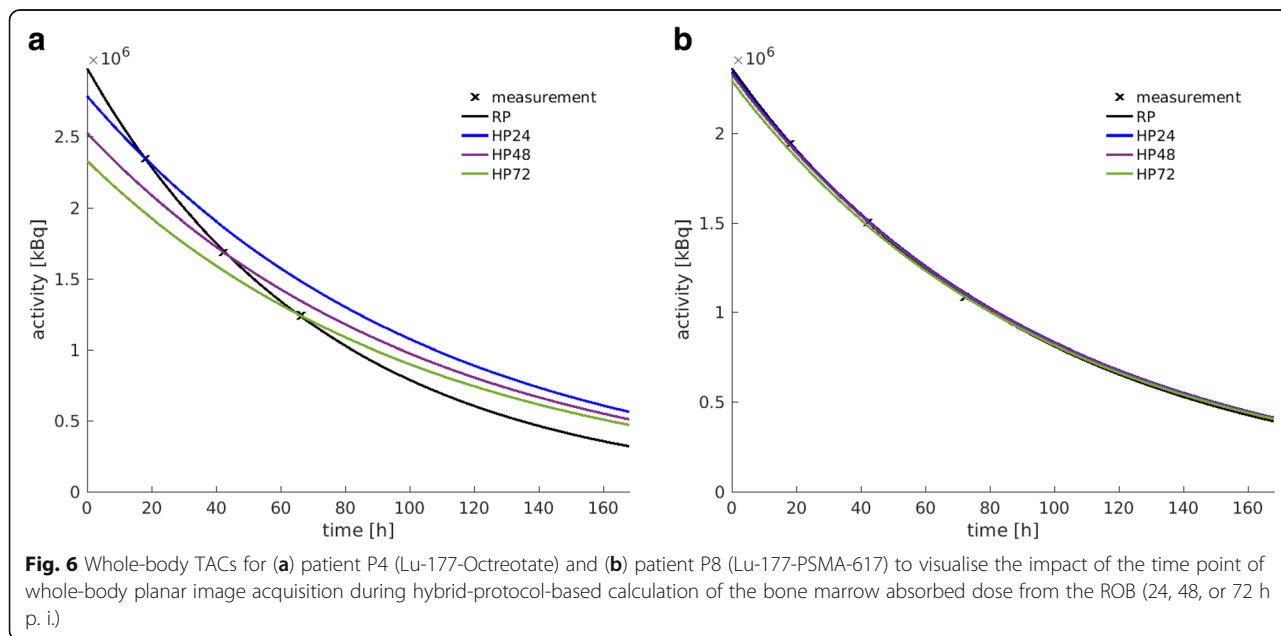 a
×10⁶
2.5
2
1.5
1
0.5
0
0 20 40 60 80 100 120 140 160
time [h]
activity [kBq]
× measurement
RP
HP24
HP48
HP72
b
×10⁶
2
1.5
1
0.5
0
0 20 40 60 80 100 120 140 160
time [h]
activity [kBq]
× measurement
RP
HP24
HP48
HP72
Fig. 6 Whole-body TACs for (a) patient P4 (Lu-177-Octreotate) and (b) patient P8 (Lu-177-PSMA-617) to visualise the impact of the time point of
whole-body planar image acquisition during hybrid-protocol-based calculation of the bone marrow absorbed dose from the ROB (24, 48, or 72 h
p. i.)